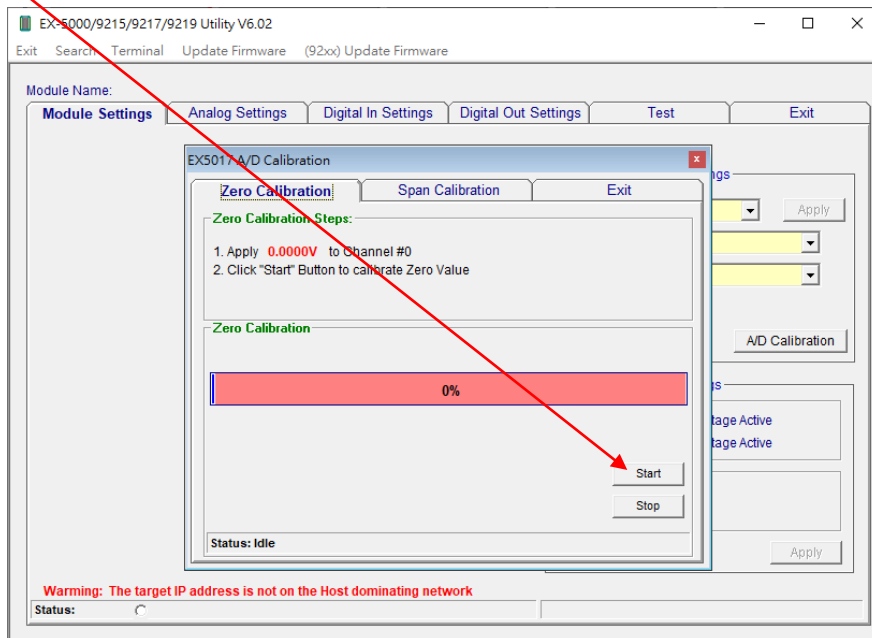 EX-5000/9215/9217/9219 Utility V6.02
Exit Search Terminal Update Firmware (92xx) Update Firmware
Module Name:
Module Settings Analog Settings Digital In Settings Digital Out Settings Test Exit
EX5017 A/D Calibration
ngs
Zero Calibration Span Calibration Exit
Apply
Zero Calibration Steps:
1. Apply 0.0000V to Channel #0
2. Click "Start" Button to calibrate Zero Value
Zero Calibration
A/D Calibration
0%
gs
tage Active
tage Active
Start
Stop
Status: Idle
Apply
Warming: The target IP address is not on the Host dominating network
Status: